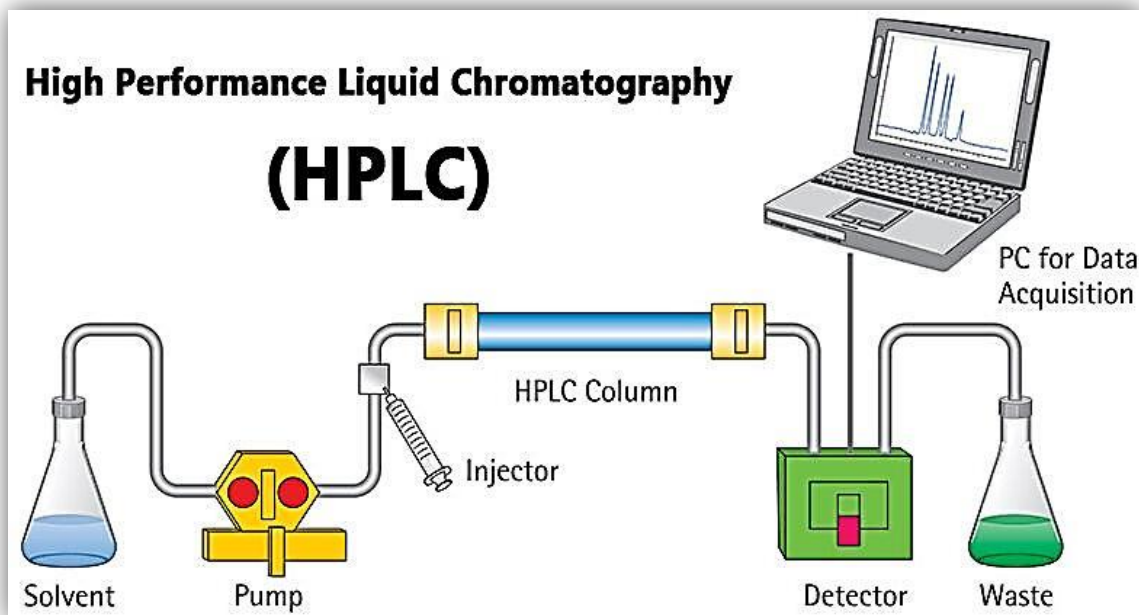 High Performance Liquid Chromatography
(HPLC)
PC for Data
Acquisition
HPLC Column
Injector
Solvent
Pump
Detector
Waste